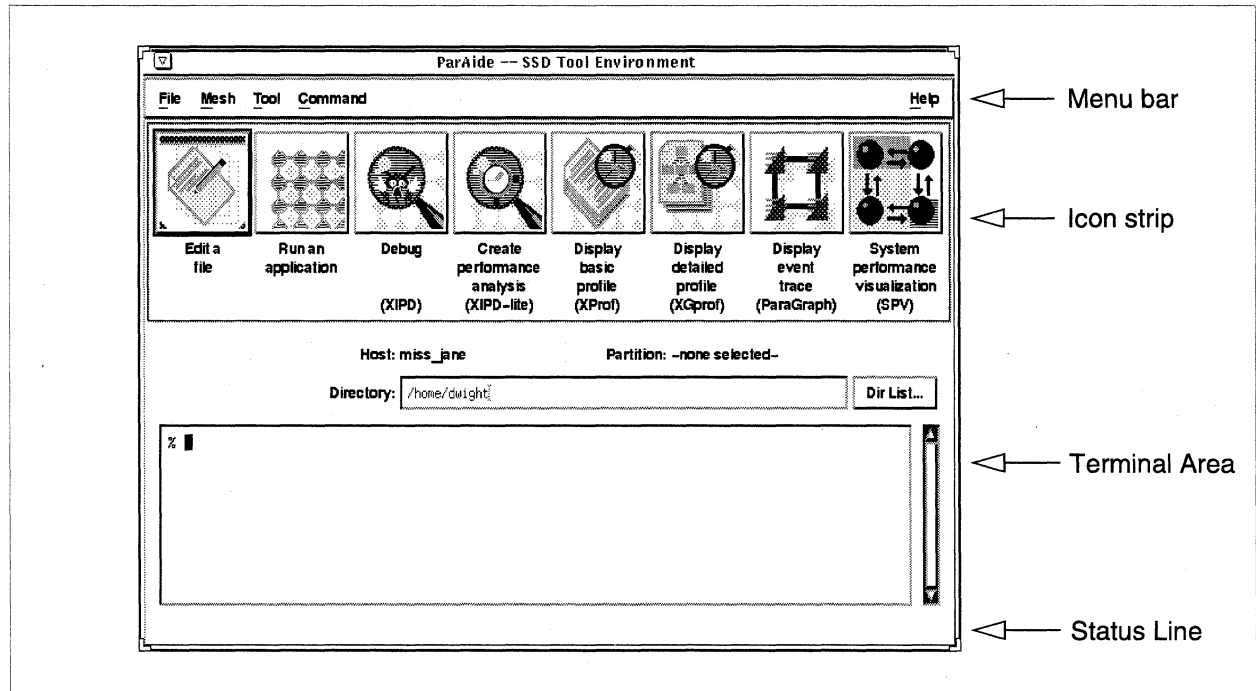 ParAide -- SSD Tool Environment
File Mesh Tool Command Help
Menu bar
Icon strip
Edit a
file
Run an
application
Debug
(XIPD)
Create
performance
analysis
(XIPD-lite)
Display
basic
profile
(XProf)
Display
detailed
profile
(XGprof)
Display
event
trace
(ParaGraph)
System
performance
visualization
(SPV)
Host: miss_jane Partition: -none selected-
Directory: /home/dwight Dir List...
%
Terminal Area
Status Line